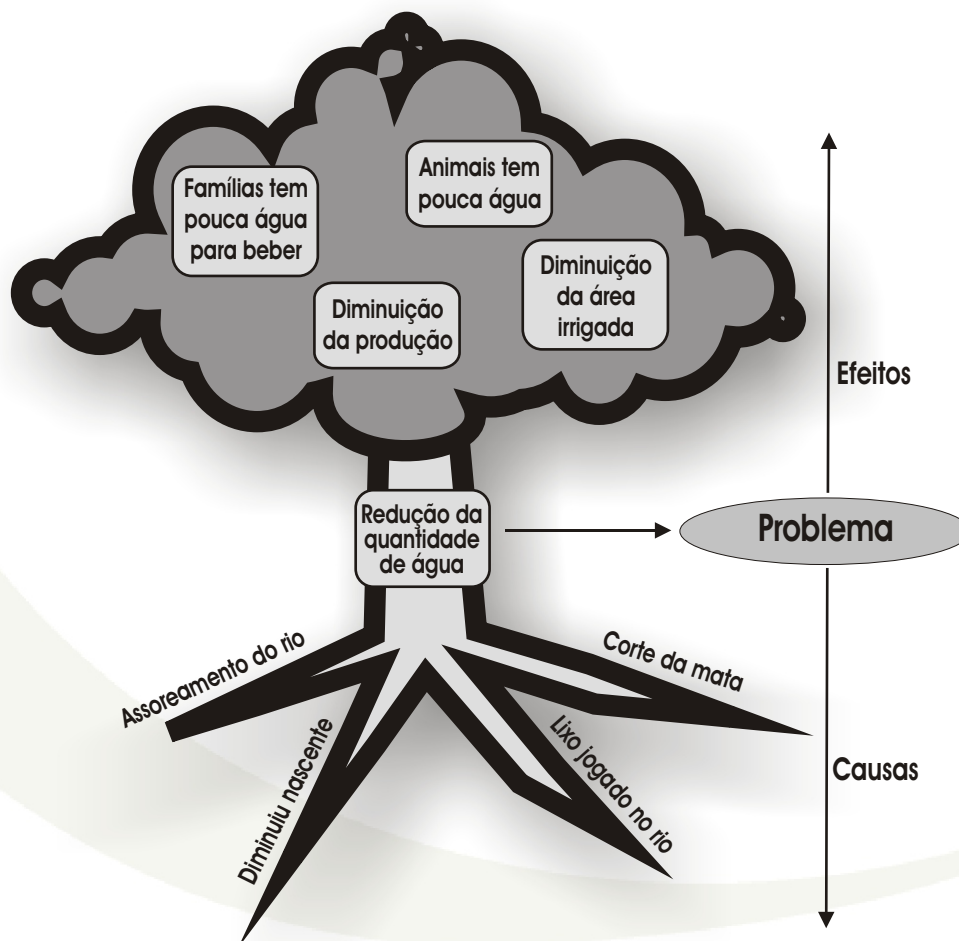 Famílias tem
pouca água
para beber
Animais tem
pouca água
Diminuição
da produção
Diminuição
da área
irrigada
Efeitos
Redução da
quantidade
de água
Problema
Assoreamento do rio
Diminuiu nascente
Lixo jogado no rio
Corte da mata
Causas